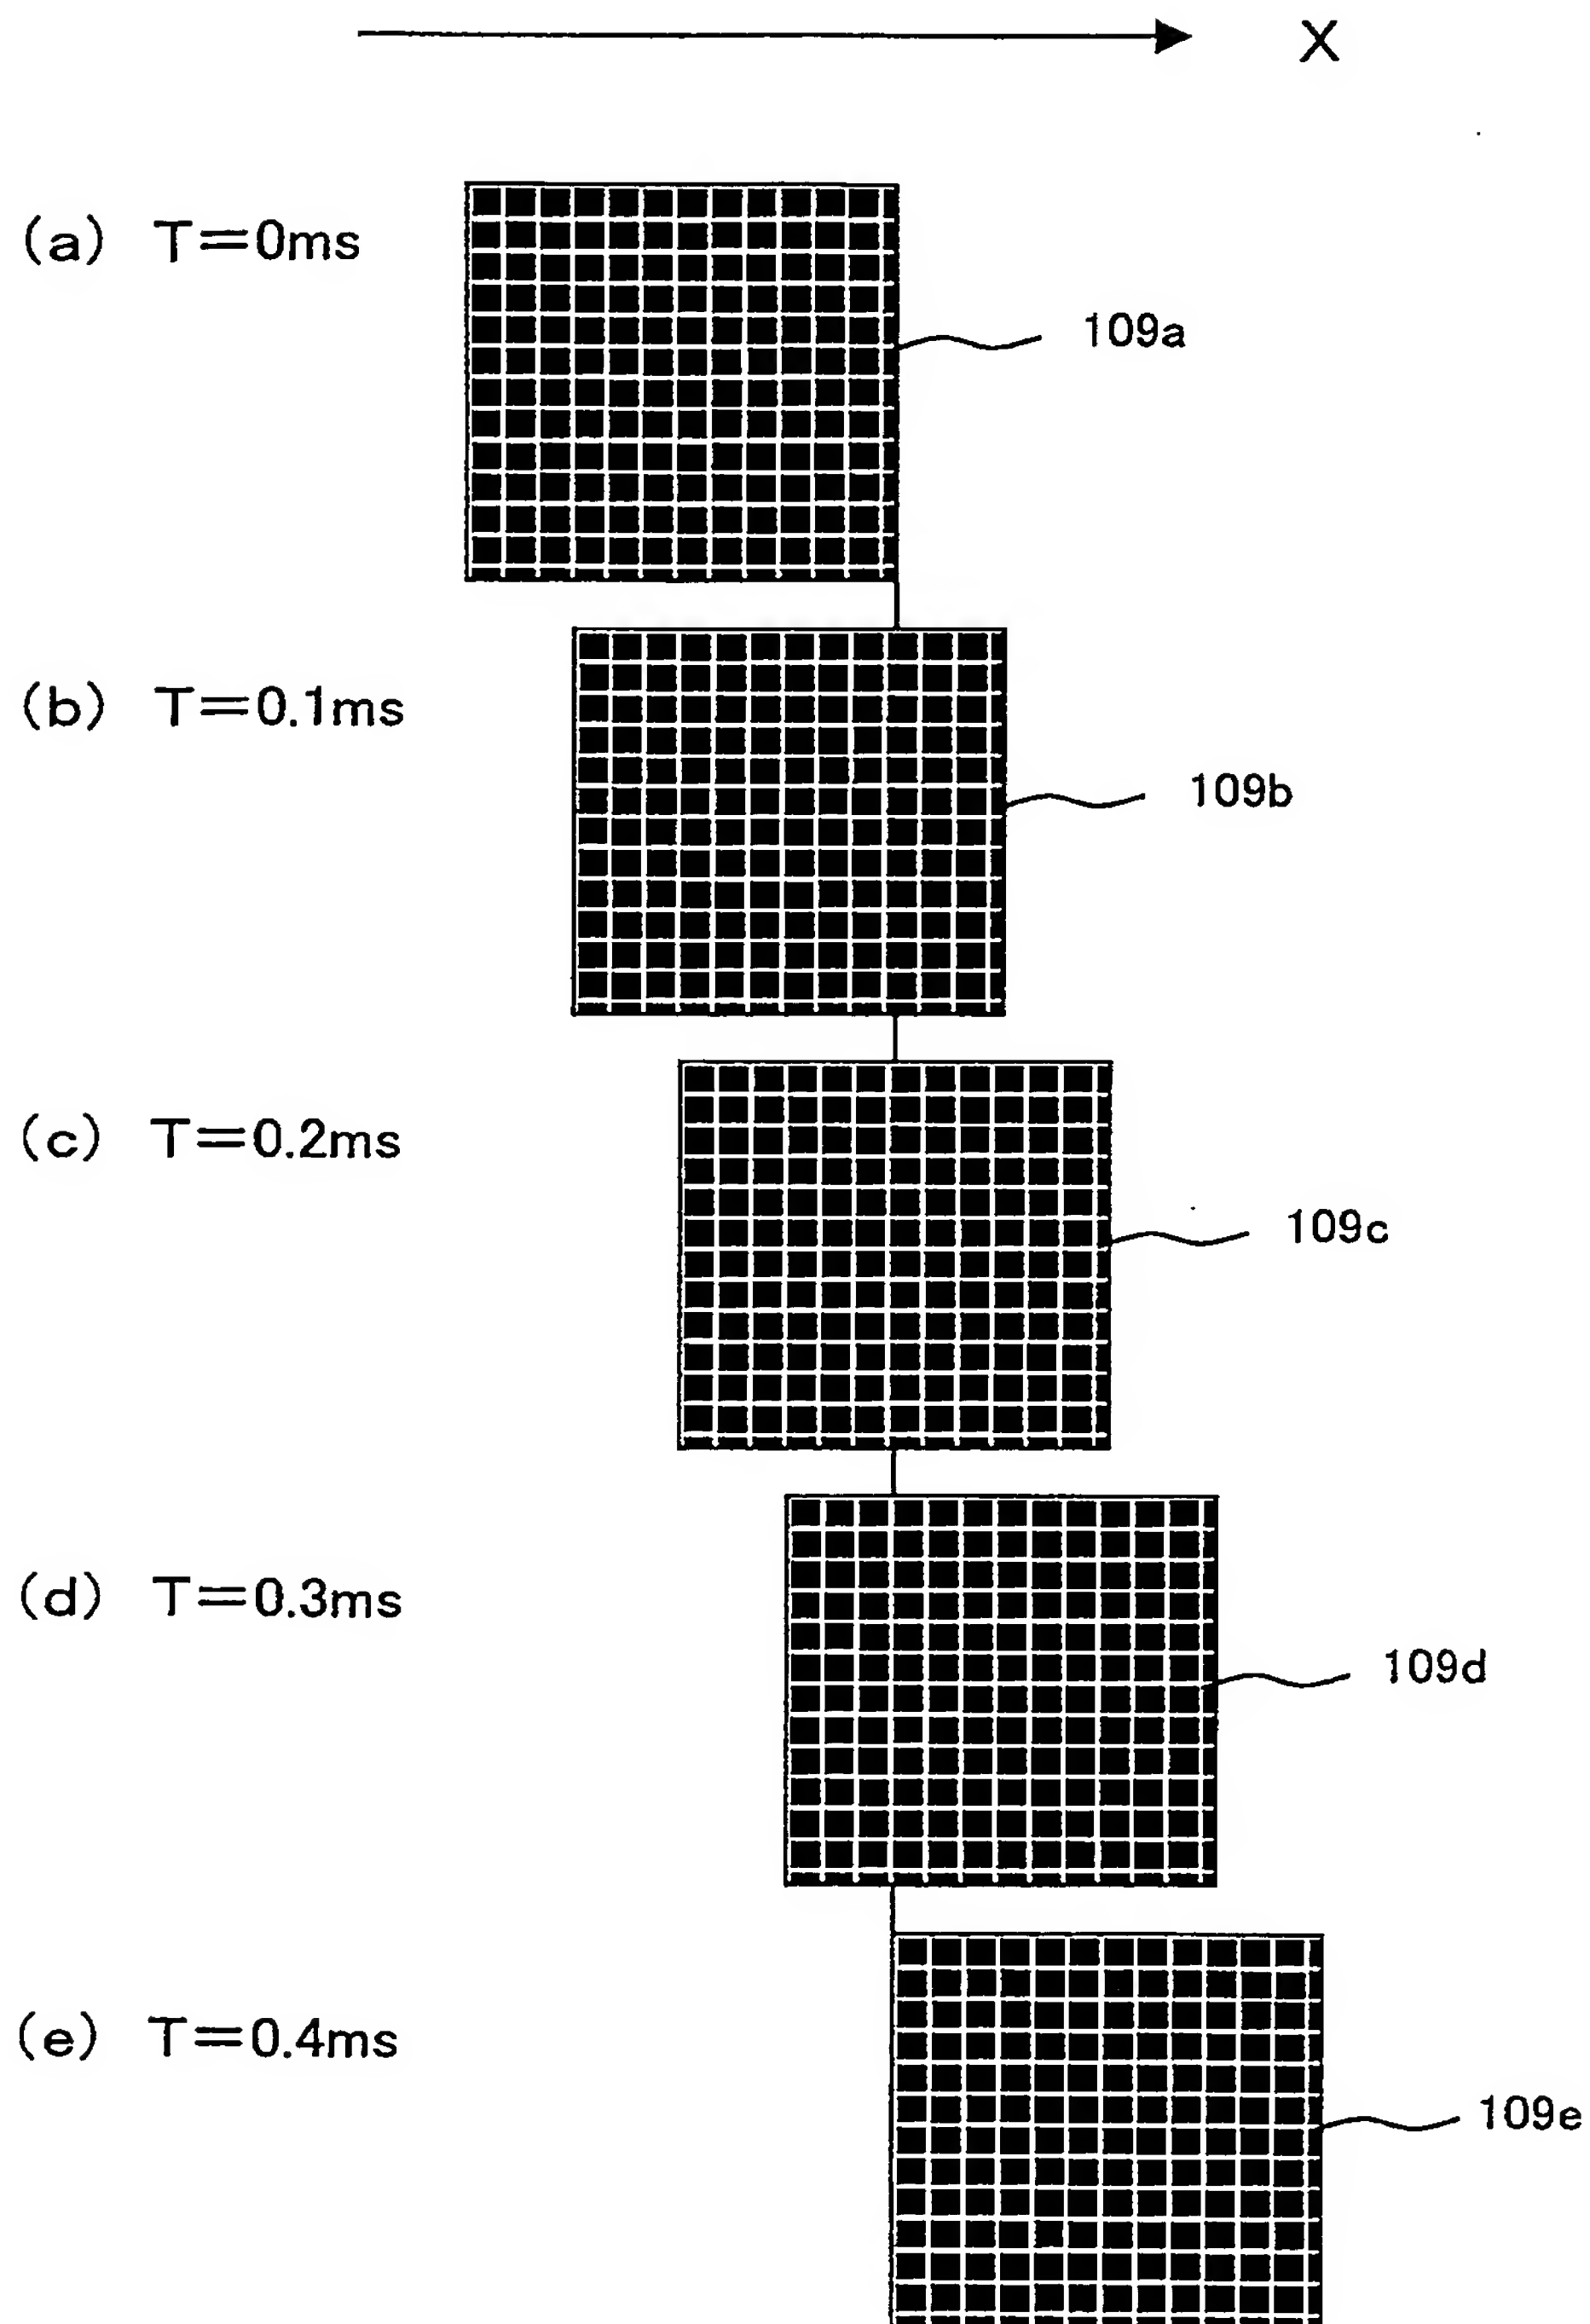 X
(a) T=0ms
109a
(b) T=0.1ms
109b
(c) T=0.2ms
109c
(d) T=0.3ms
109d
(e) T=0.4ms
109e